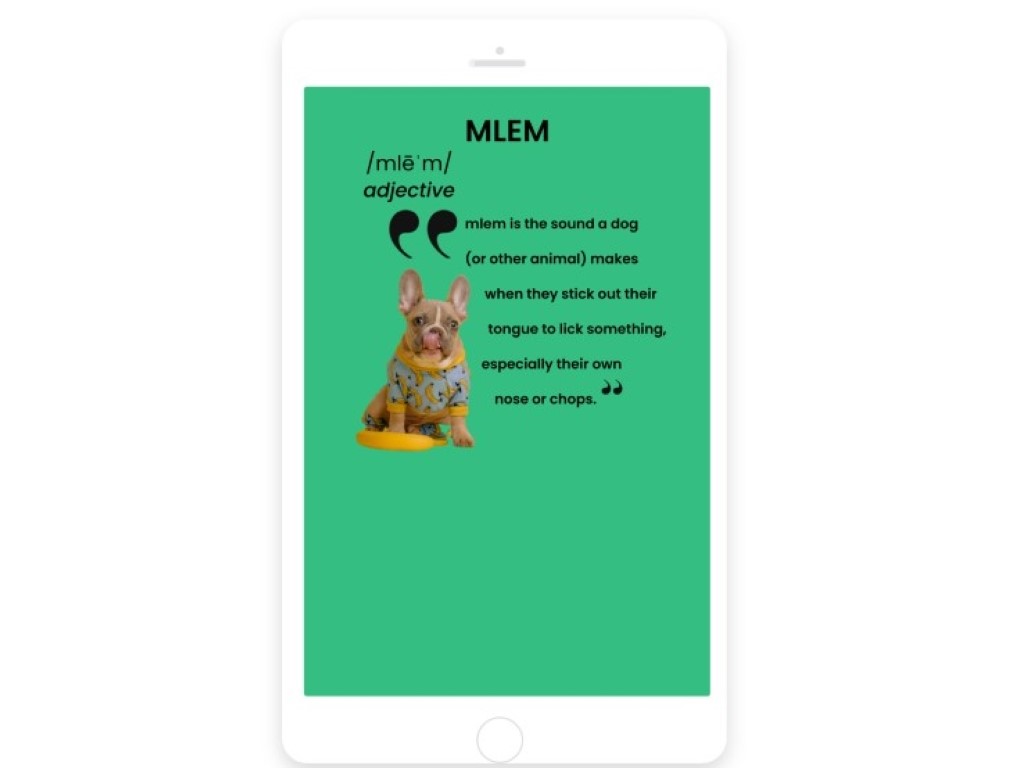 MLEM
/mlēˈm/
adjective
❝ mlem is the sound a dog
(or other animal) makes
when they stick out their
tongue to lick something,
especially their own
nose or chops. ❞